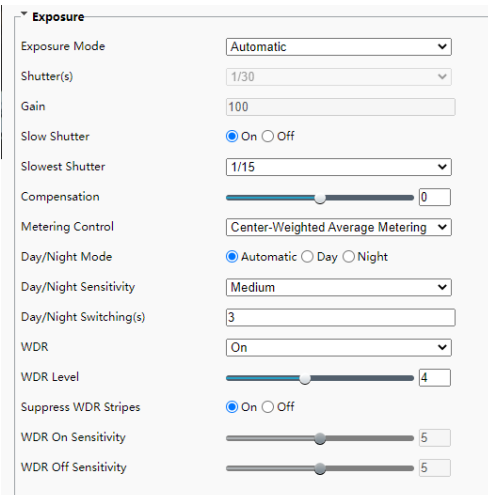 Exposure
Exposure Mode Automatic
Shutter(s) 1/30
Gain 100
Slow Shutter On Off
Slowest Shutter 1/15
Compensation 0
Metering Control Center-Weighted Average Metering
Day/Night Mode Automatic Day Night
Day/Night Sensitivity Medium
Day/Night Switching(s) 3
WDR On
WDR Level 4
Suppress WDR Stripes On Off
WDR On Sensitivity 5
WDR Off Sensitivity 5